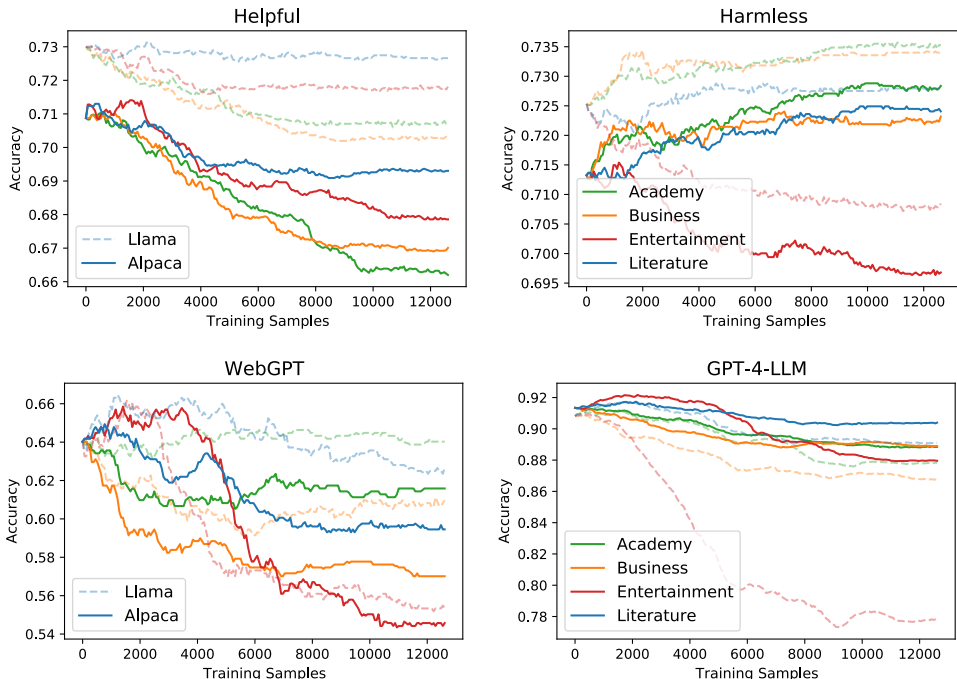 Helpful
Accuracy
0.73
0.72
0.71
0.70
0.69
0.68
0.67
0.66
Llama
Alpaca
0 2000 4000 6000 8000 10000 12000
Training Samples
Harmless
Accuracy
0.735
0.730
0.725
0.720
0.715
0.710
0.705
0.700
0.695
Academy
Business
Entertainment
Literature
0 2000 4000 6000 8000 10000 12000
Training Samples
WebGPT
Accuracy
0.66
0.64
0.62
0.60
0.58
0.56
0.54
Llama
Alpaca
0 2000 4000 6000 8000 10000 12000
Training Samples
GPT-4-LLM
Accuracy
0.92
0.90
0.88
0.86
0.84
0.82
0.80
0.78
Academy
Business
Entertainment
Literature
0 2000 4000 6000 8000 10000 12000
Training Samples